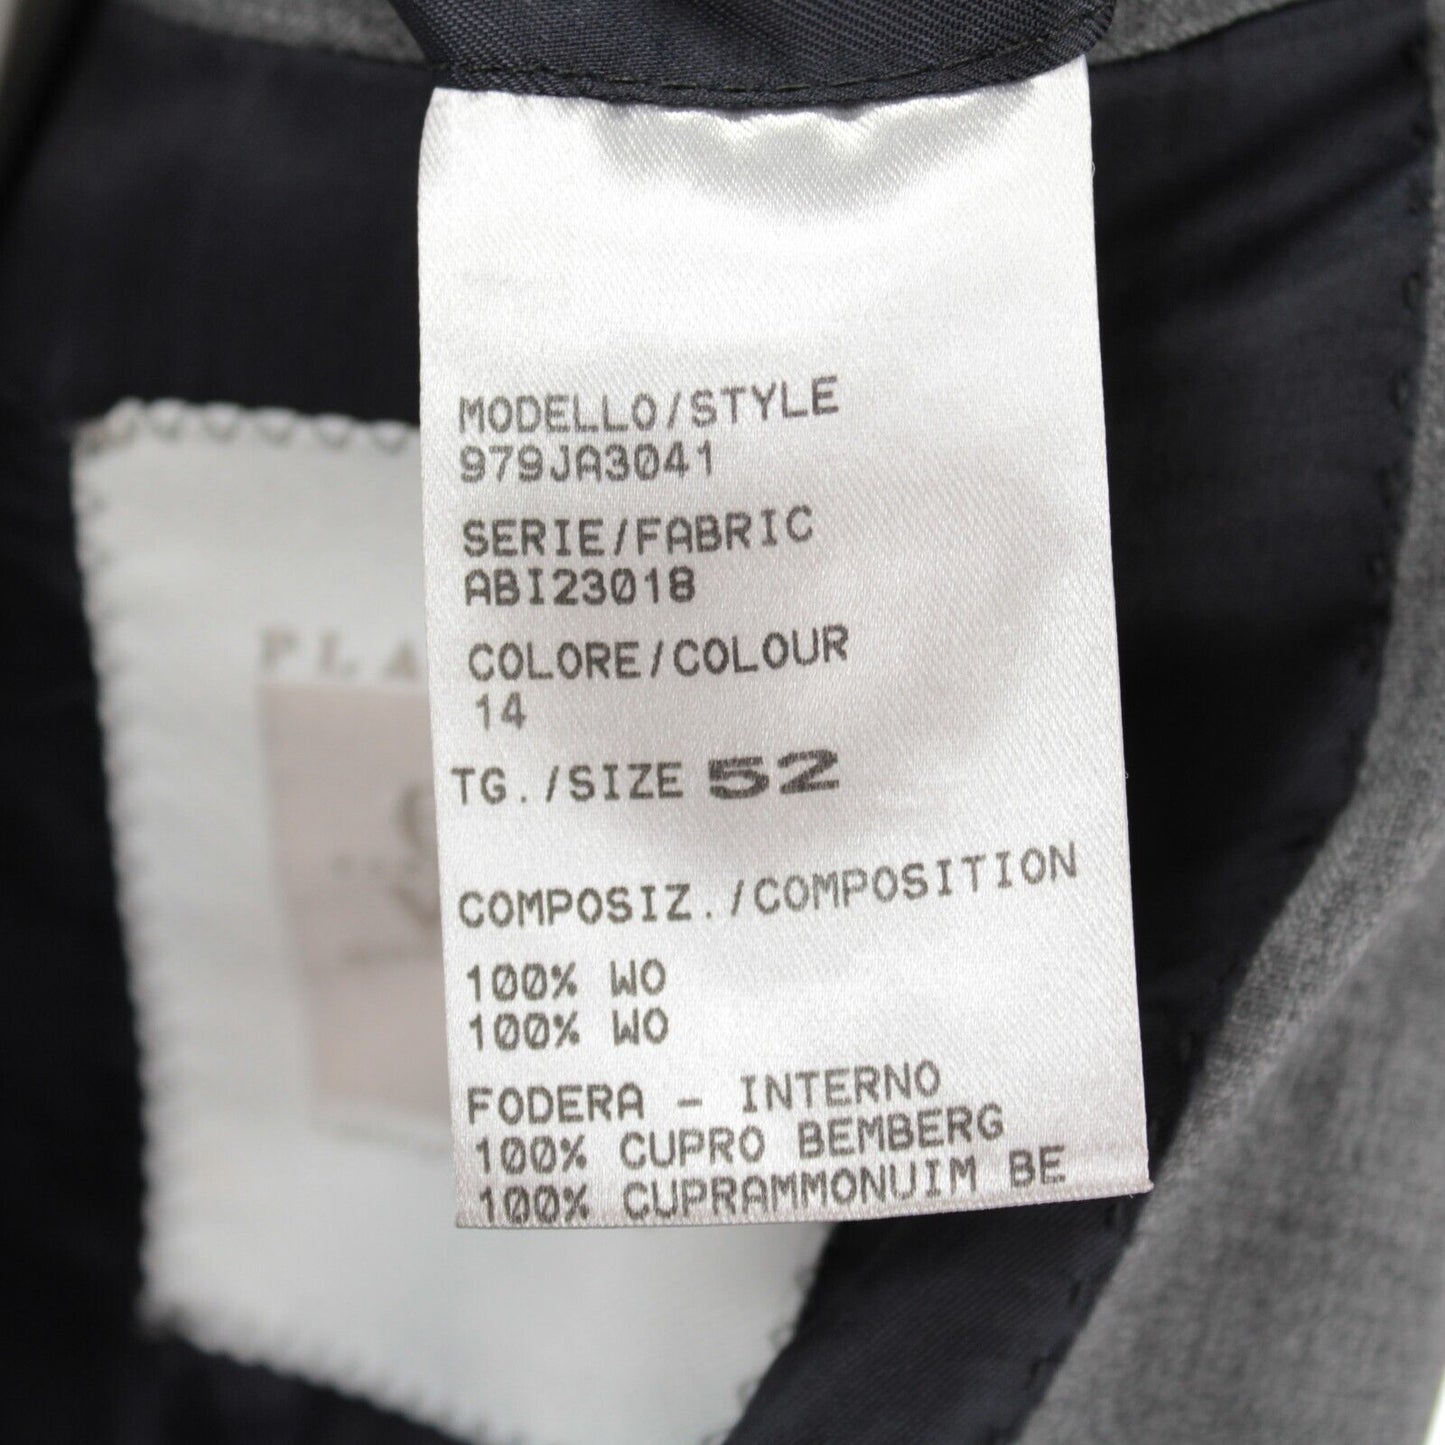 MODELLO/STYLE
979JA3041
SERIE/FABRIC
ABI23018
COLORE/COLOUR
14
TG./SIZE 52
COMPOSIZ./COMPOSITION
100% WO
100% WO
FODERA - INTERNO
100% CUPRO BEMBERG
100% CUPRAMMONUIM BE